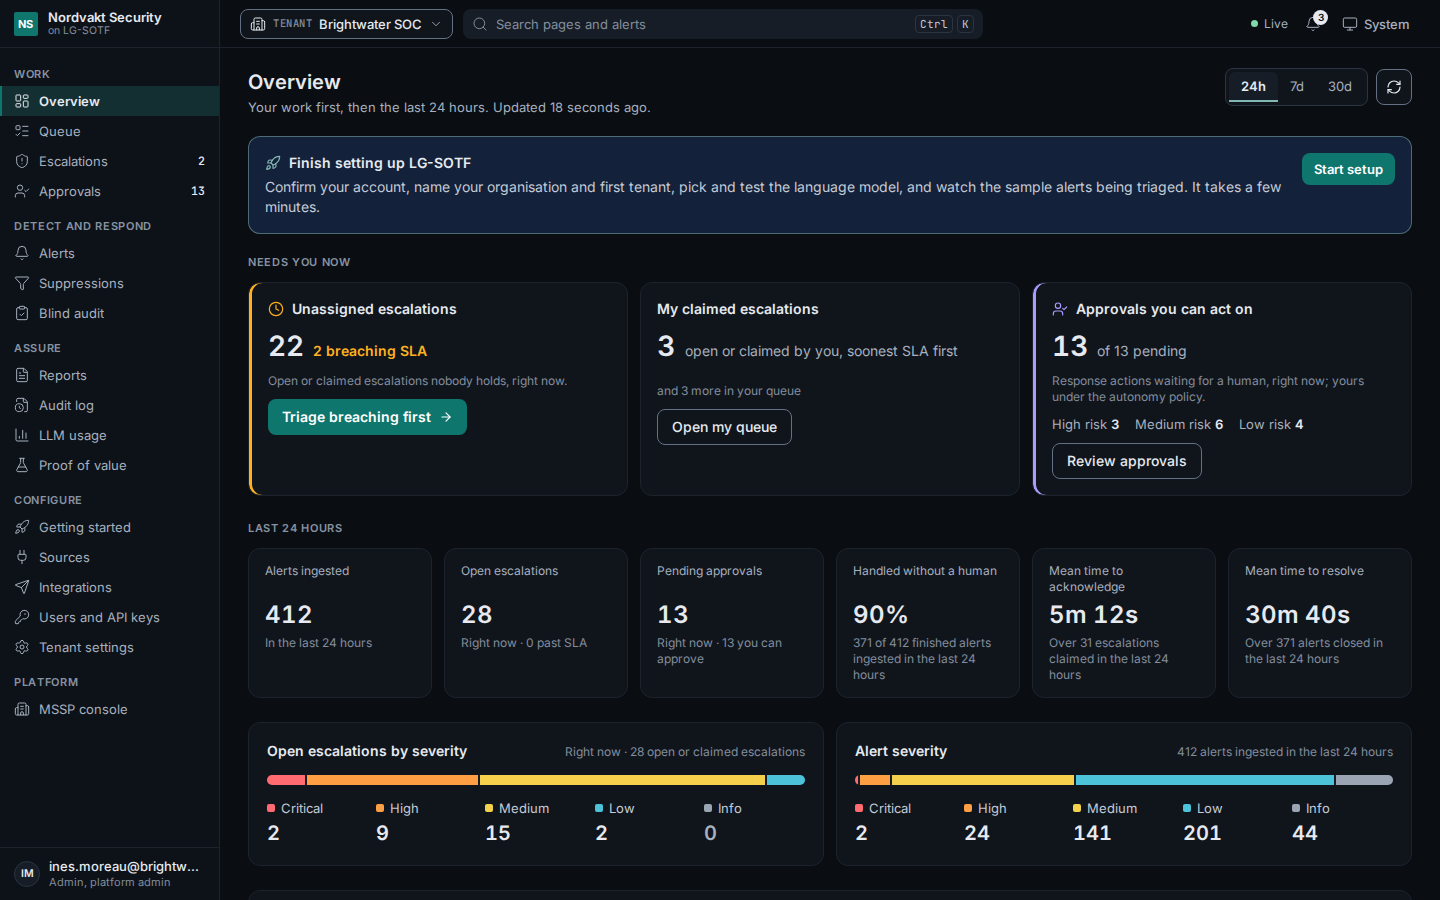 NS
Nordvakt Security
on LG-SOTF
TENANT Brightwater SOC
Search pages and alerts
Ctrl K
Live
3
System
WORK
Overview
Queue
Escalations 2
Approvals 13
DETECT AND RESPOND
Alerts
Suppressions
Blind audit
ASSURE
Reports
Audit log
LLM usage
Proof of value
CONFIGURE
Getting started
Sources
Integrations
Users and API keys
Tenant settings
PLATFORM
MSSP console
IM
ines.moreau@brightw...
Admin, platform admin
Overview
Your work first, then the last 24 hours. Updated 18 seconds ago.
24h 7d 30d
Finish setting up LG-SOTF
Confirm your account, name your organisation and first tenant, pick and test the language model, and watch the sample alerts being triaged. It takes a few
minutes.
Start setup
NEEDS YOU NOW
Unassigned escalations
22 2 breaching SLA
Open or claimed escalations nobody holds, right now.
Triage breaching first
My claimed escalations
3 open or claimed by you, soonest SLA first
and 3 more in your queue
Open my queue
Approvals you can act on
13 of 13 pending
Response actions waiting for a human, right now; yours
under the autonomy policy.
High risk 3 Medium risk 6 Low risk 4
Review approvals
LAST 24 HOURS
Alerts ingested
412
In the last 24 hours
Open escalations
28
Right now · 0 past SLA
Pending approvals
13
Right now · 13 you can
approve
Handled without a human
90%
371 of 412 finished alerts
ingested in the last 24
hours
Mean time to
acknowledge
5m 12s
Over 31 escalations
claimed in the last 24
hours
Mean time to resolve
30m 40s
Over 371 alerts closed in
the last 24 hours
Open escalations by severity
Right now · 28 open or claimed escalations
Critical High Medium Low Info
2 9 15 2 0
Alert severity
412 alerts ingested in the last 24 hours
Critical High Medium Low Info
2 24 141 201 44